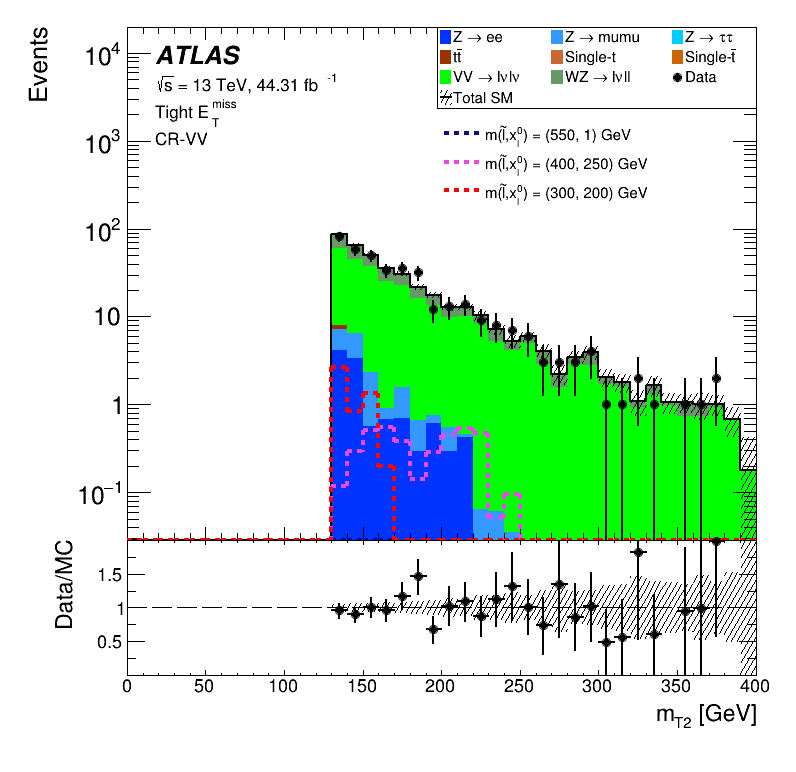 Events
10⁴
10³
10²
10
1
10⁻¹
ATLAS
√s = 13 TeV, 44.31 fb⁻¹
Tight E_T^miss
CR-VV
Z → ee
Z → mumu
Z → ττ
tt̄
Single-t
Single-t̄
VV → lνlν
WZ → lνll
Data
Total SM
m(l̃,x̃⁰₁) = (550, 1) GeV
m(l̃,x̃⁰₁) = (400, 250) GeV
m(l̃,x̃⁰₁) = (300, 200) GeV
Data/MC
1.5
1
0.5
0 50 100 150 200 250 300 350 400
m_T2 [GeV]